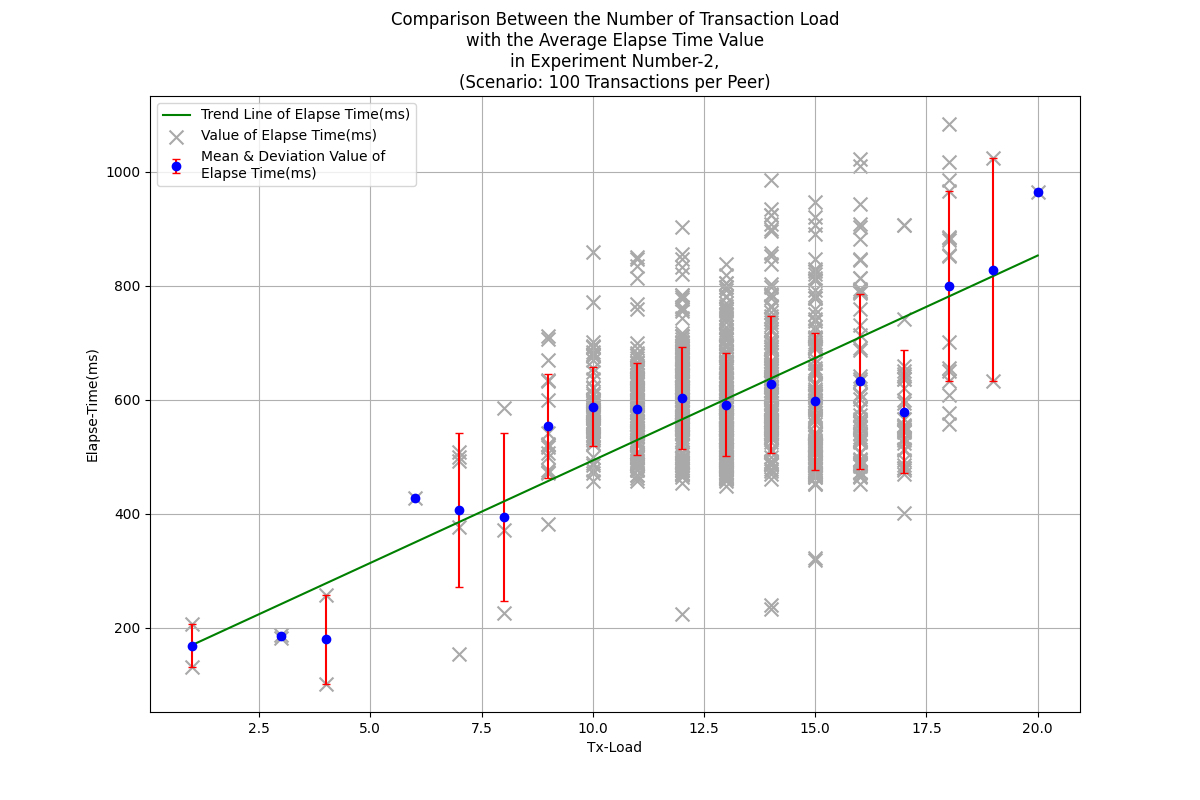 Comparison Between the Number of Transaction Load
with the Average Elapse Time Value
in Experiment Number-2,
(Scenario: 100 Transactions per Peer)
Trend Line of Elapse Time(ms)
Value of Elapse Time(ms)
Mean & Deviation Value of
Elapse Time(ms)
Elapse-Time(ms)
1000
800
600
400
200
2.5 5.0 7.5 10.0 12.5 15.0 17.5 20.0
Tx-Load